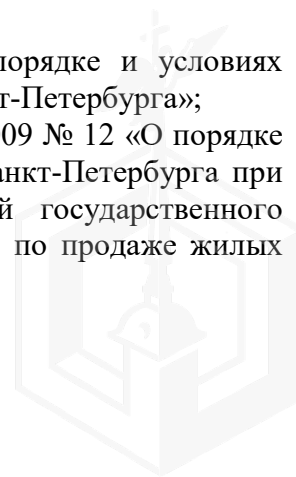 порядке и условиях
т-Петербурга»;
09 № 12 «О порядке
анкт-Петербурга при
й государственного
по продаже жилых